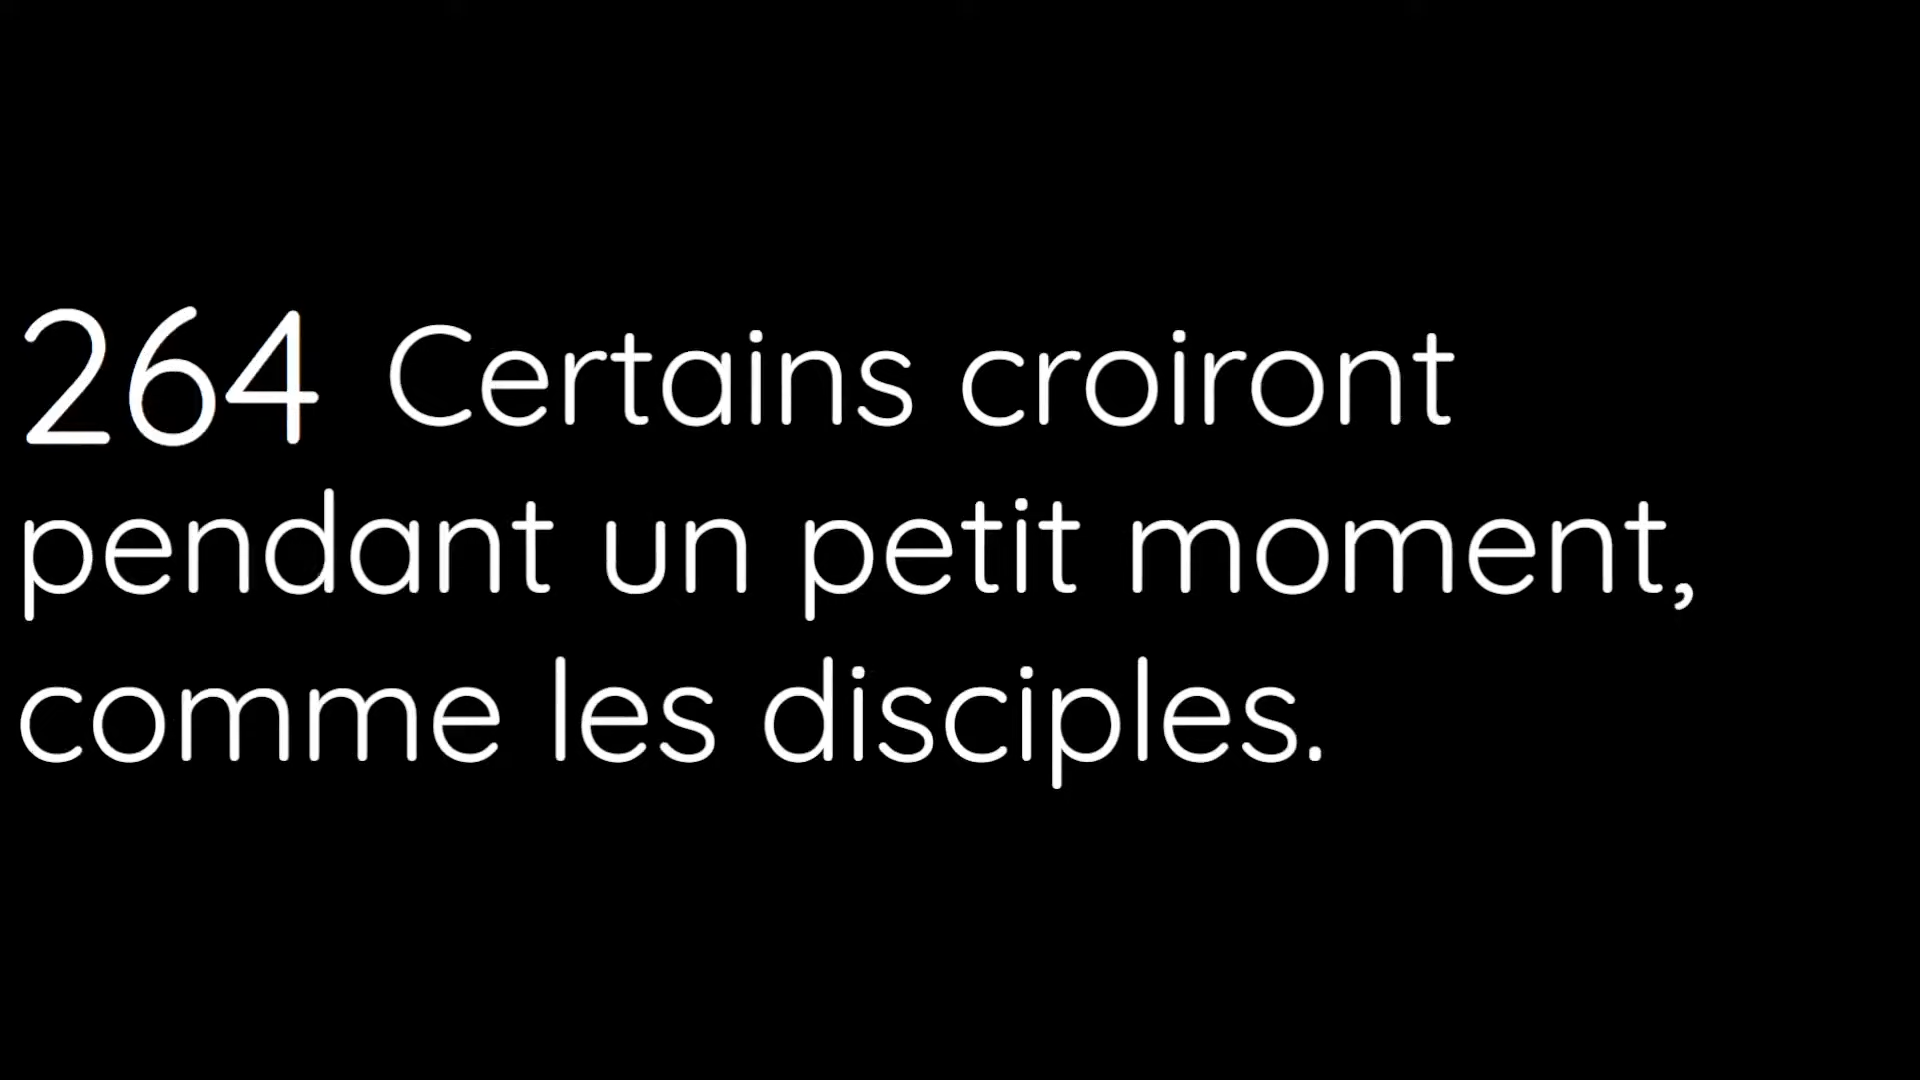 264 Certains croiront
pendant un petit moment,
comme les disciples.